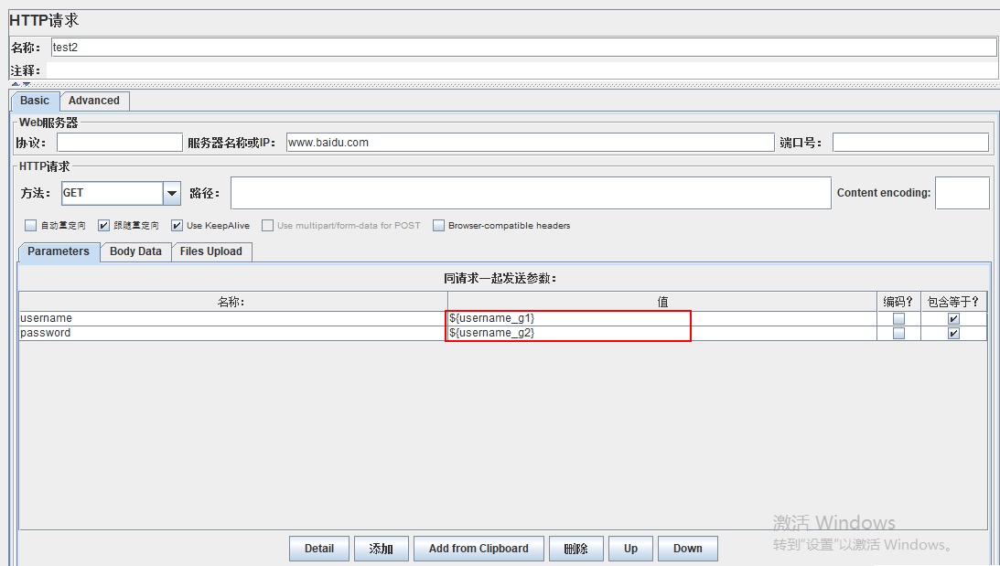 HTTP请求
名称： test2
注释：
Basic Advanced
Web服务器
协议： 服务器名称或IP： www.baidu.com 端口号：
HTTP请求
方法： GET 路径： Content encoding:
自动重定向 跟随重定向 Use KeepAlive Use multipart/form-data for POST Browser-compatible headers
Parameters Body Data Files Upload
同请求一起发送参数：
名称： 值 编码？ 包含等于？
username ${username_g1}
password ${username_g2}
激活 Windows
转到"设置"以激活 Windows。
Detail 添加 Add from Clipboard 删除 Up Down